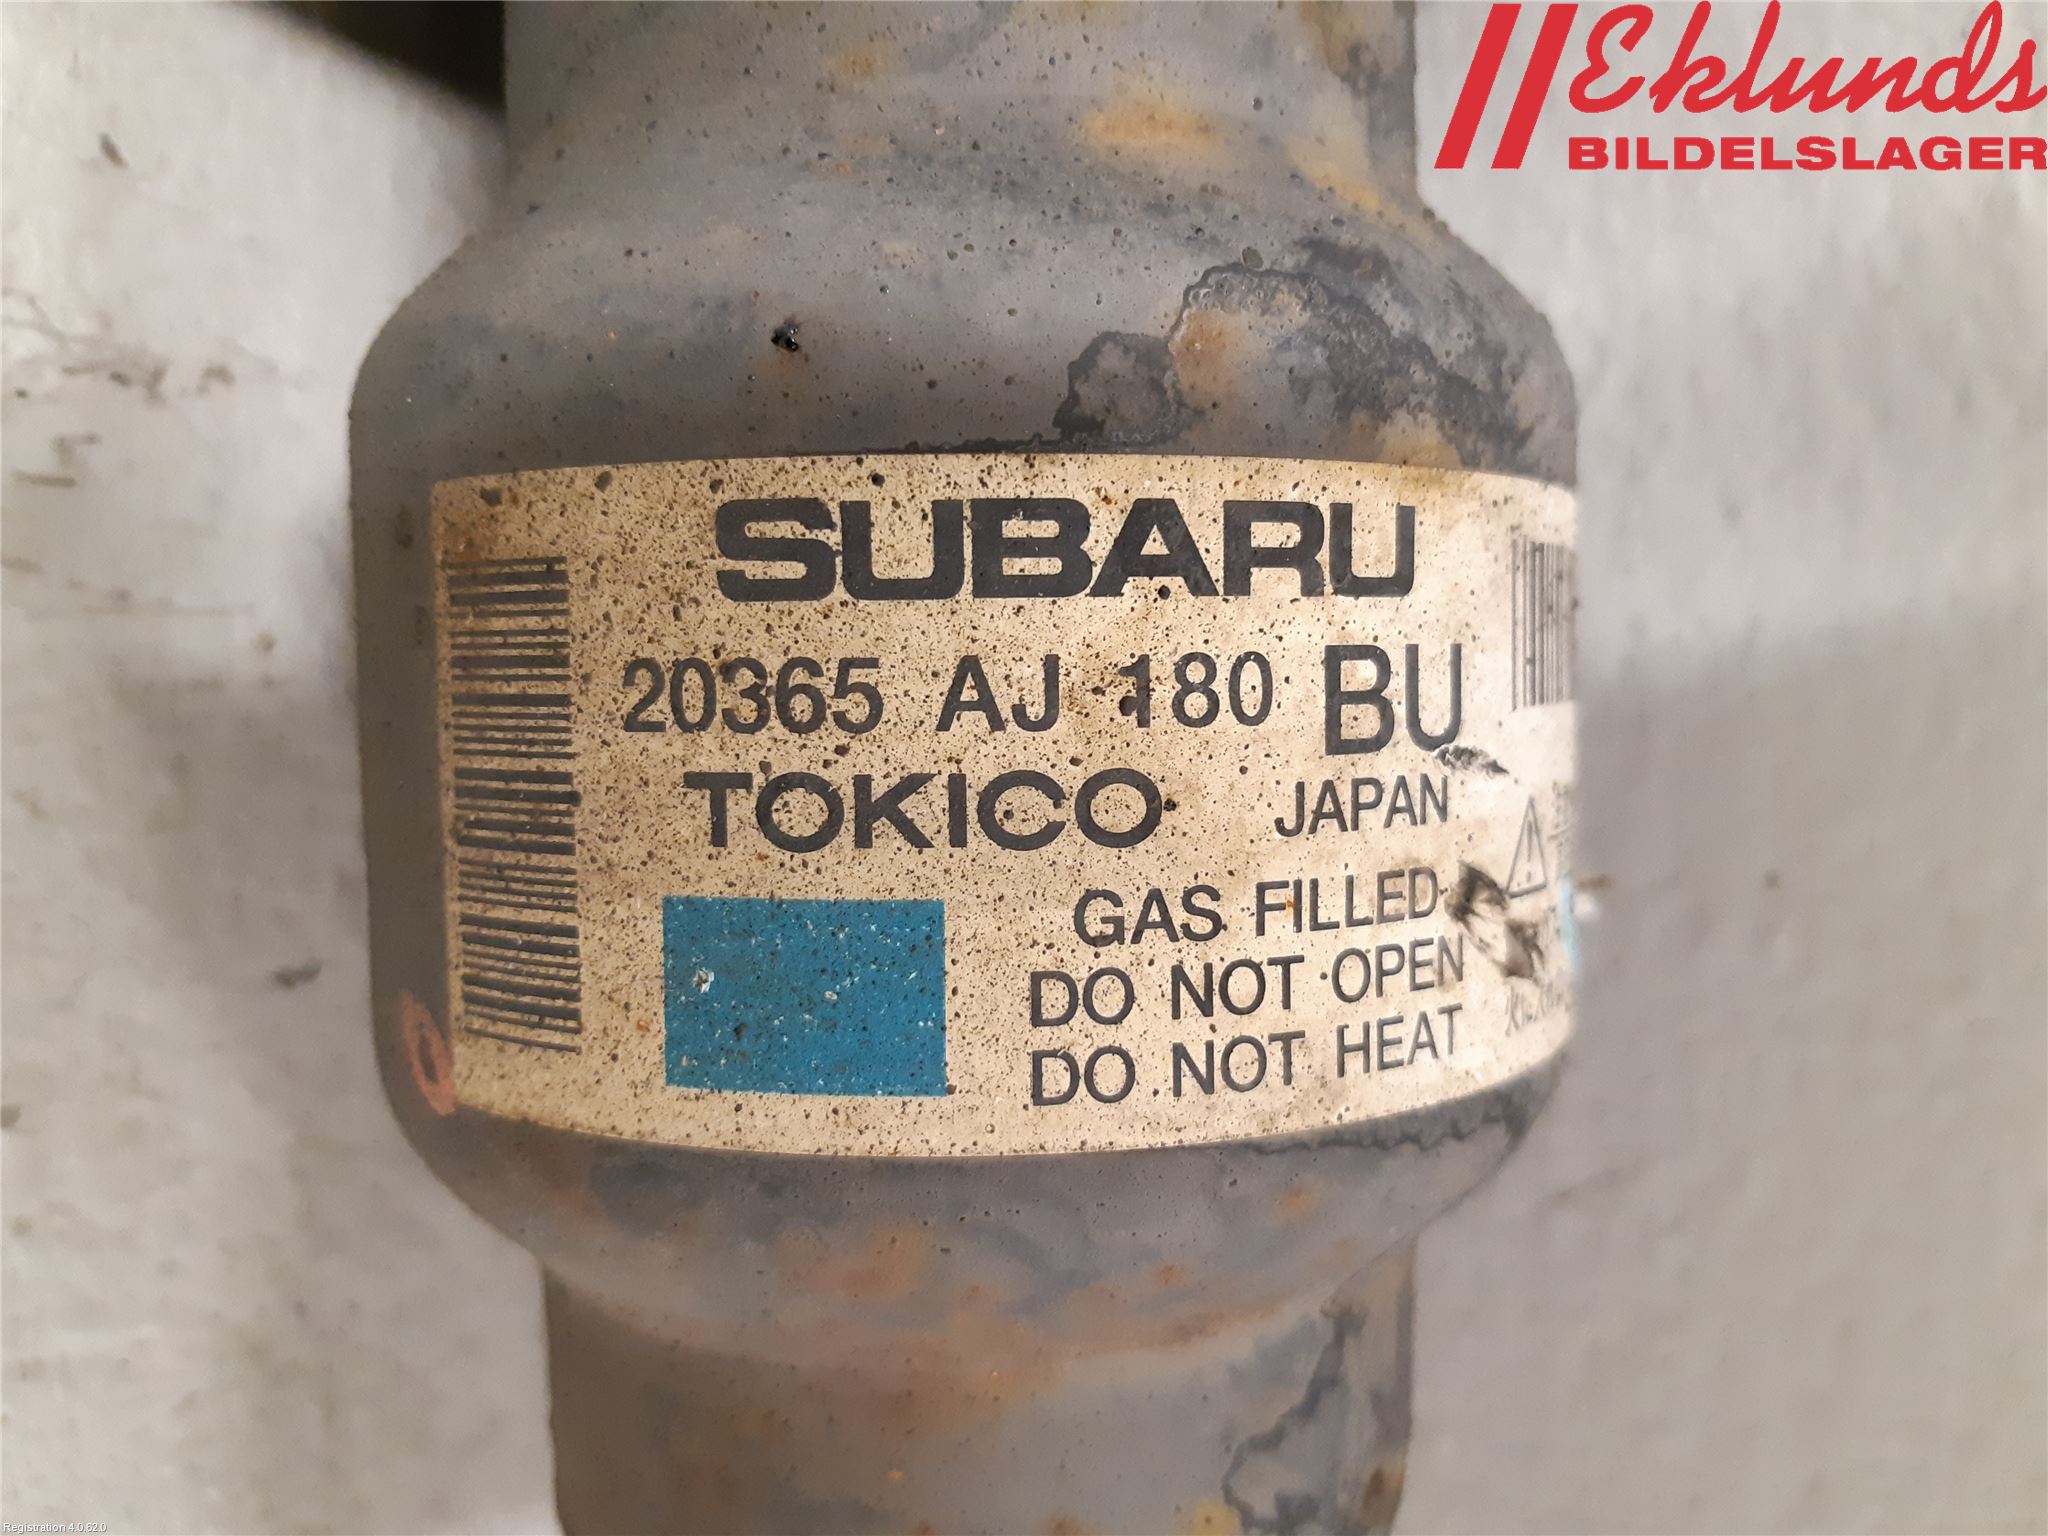 Eklunds
BILDELSLAGER
SUBARU
20365 AJ 180 BU
TOKICO JAPAN
GAS FILLED
DO NOT OPEN
DO NOT HEAT
Registration 4.0.62.0